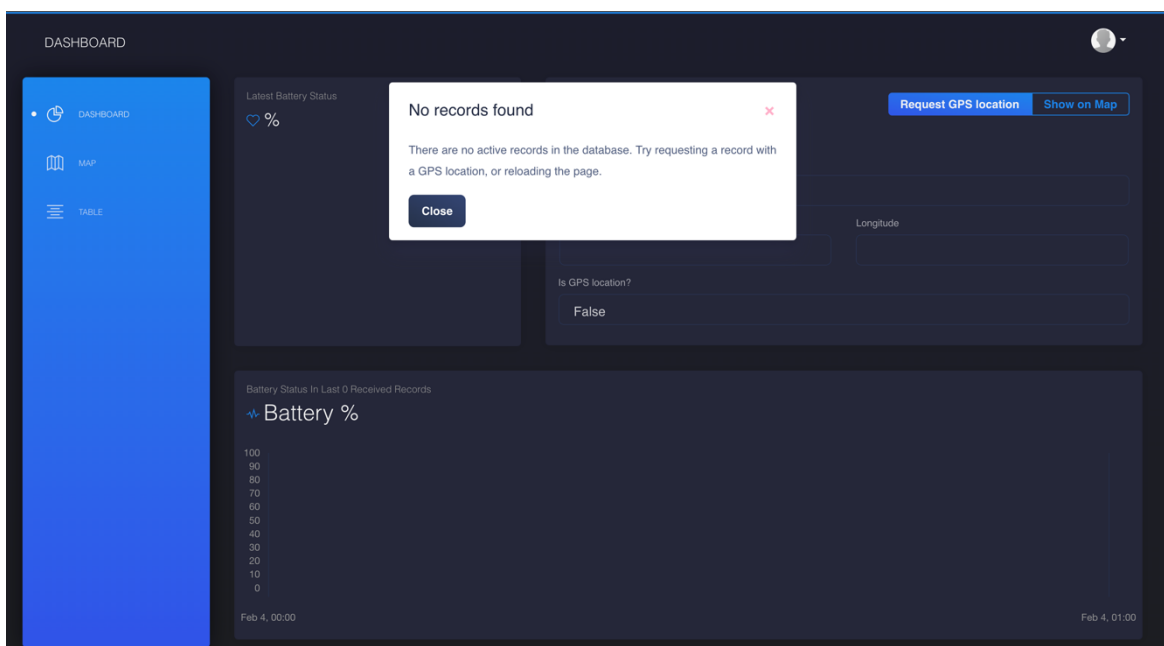 DASHBOARD
DASHBOARD
MAP
TABLE
Latest Battery Status
%
No records found
×
There are no active records in the database. Try requesting a record with
a GPS location, or reloading the page.
Close
Request GPS location
Show on Map
Longitude
Is GPS location?
False
Battery Status In Last 0 Received Records
Battery %
100
90
80
70
60
50
40
30
20
10
0
Feb 4, 00:00
Feb 4, 01:00